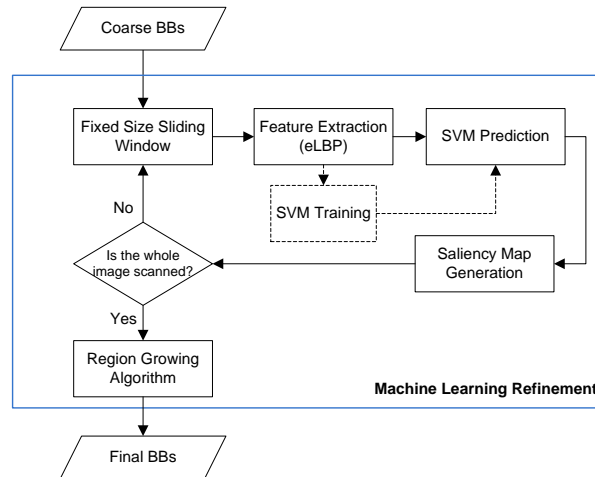 Coarse BBs
Fixed Size Sliding
Window
Feature Extraction
(eLBP)
SVM Prediction
SVM Training
No
Is the whole
image scanned?
Saliency Map
Generation
Yes
Region Growing
Algorithm
Machine Learning Refinement
Final BBs